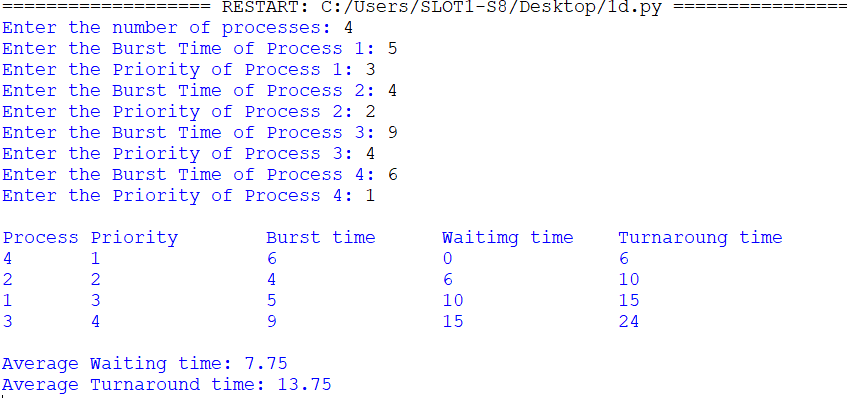 =================== RESTART: C:/Users/SLOT1-S8/Desktop/1d.py ================
Enter the number of processes: 4
Enter the Burst Time of Process 1: 5
Enter the Priority of Process 1: 3
Enter the Burst Time of Process 2: 4
Enter the Priority of Process 2: 2
Enter the Burst Time of Process 3: 9
Enter the Priority of Process 3: 4
Enter the Burst Time of Process 4: 6
Enter the Priority of Process 4: 1
Process Priority Burst time Waitimg time Turnaroung time
4 1 6 0 6
2 2 4 6 10
1 3 5 10 15
3 4 9 15 24
Average Waiting time: 7.75
Average Turnaround time: 13.75